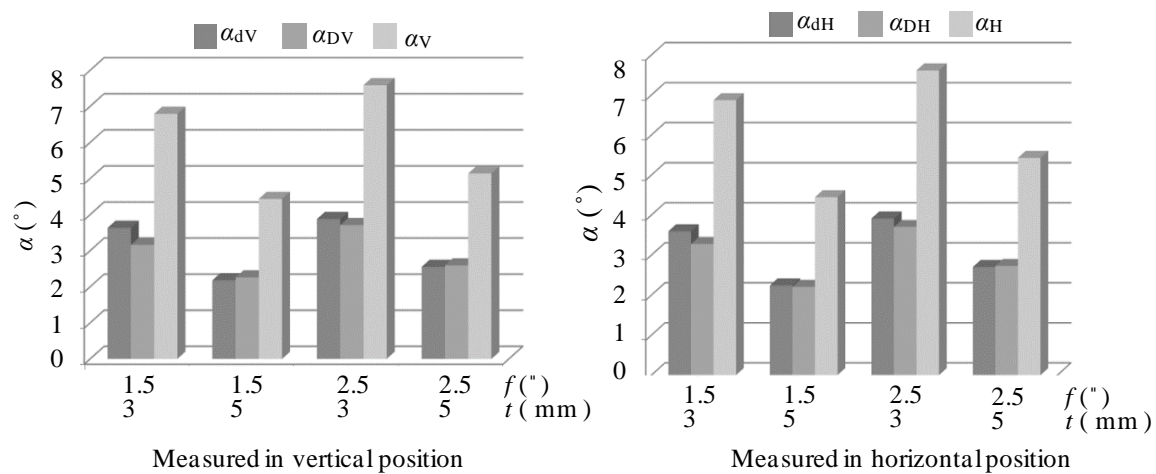 αdV αDV αV
8
7
6
5
4
3
2
1
0
α (°)
1.5 1.5 2.5 2.5 f (")
3 5 3 5 t (mm)
Measured in vertical position
αdH αDH αH
8
7
6
5
4
3
2
1
0
α (°)
1.5 1.5 2.5 2.5 f (")
3 5 3 5 t (mm)
Measured in horizontal position